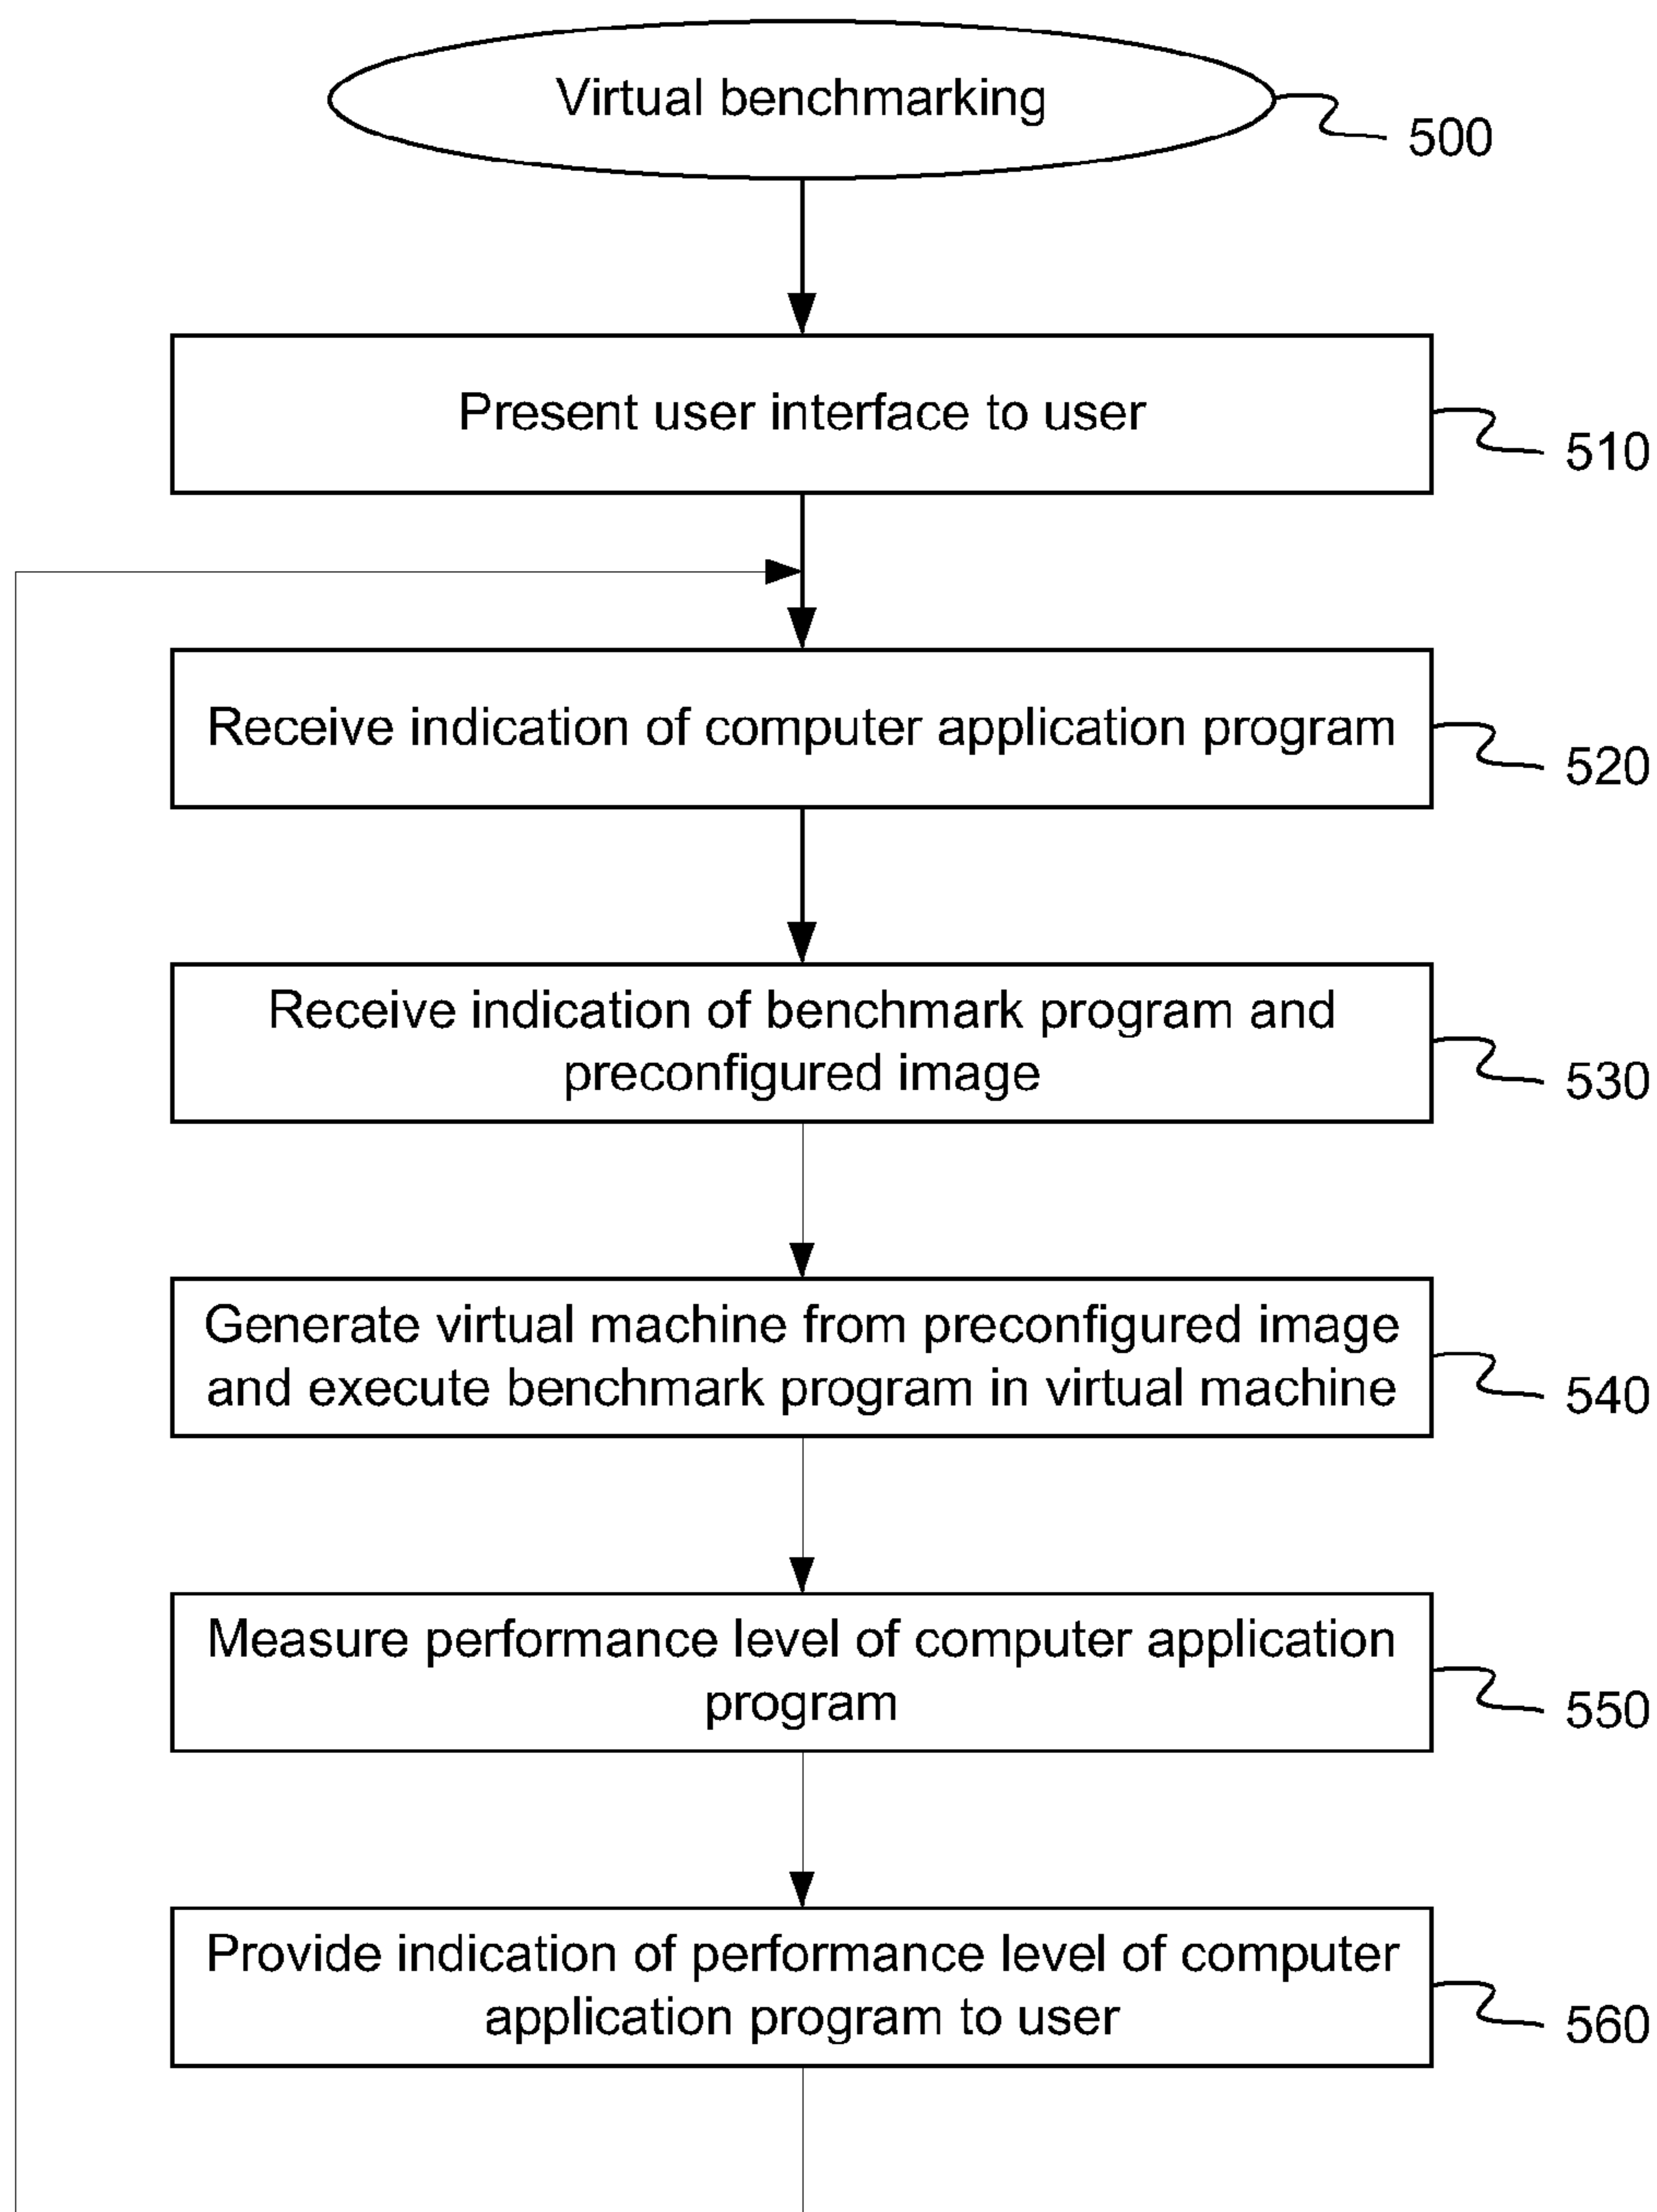 Virtual benchmarking
500
Present user interface to user
510
Receive indication of computer application program
520
Receive indication of benchmark program and
preconfigured image
530
Generate virtual machine from preconfigured image
and execute benchmark program in virtual machine
540
Measure performance level of computer application
program
550
Provide indication of performance level of computer
application program to user
560